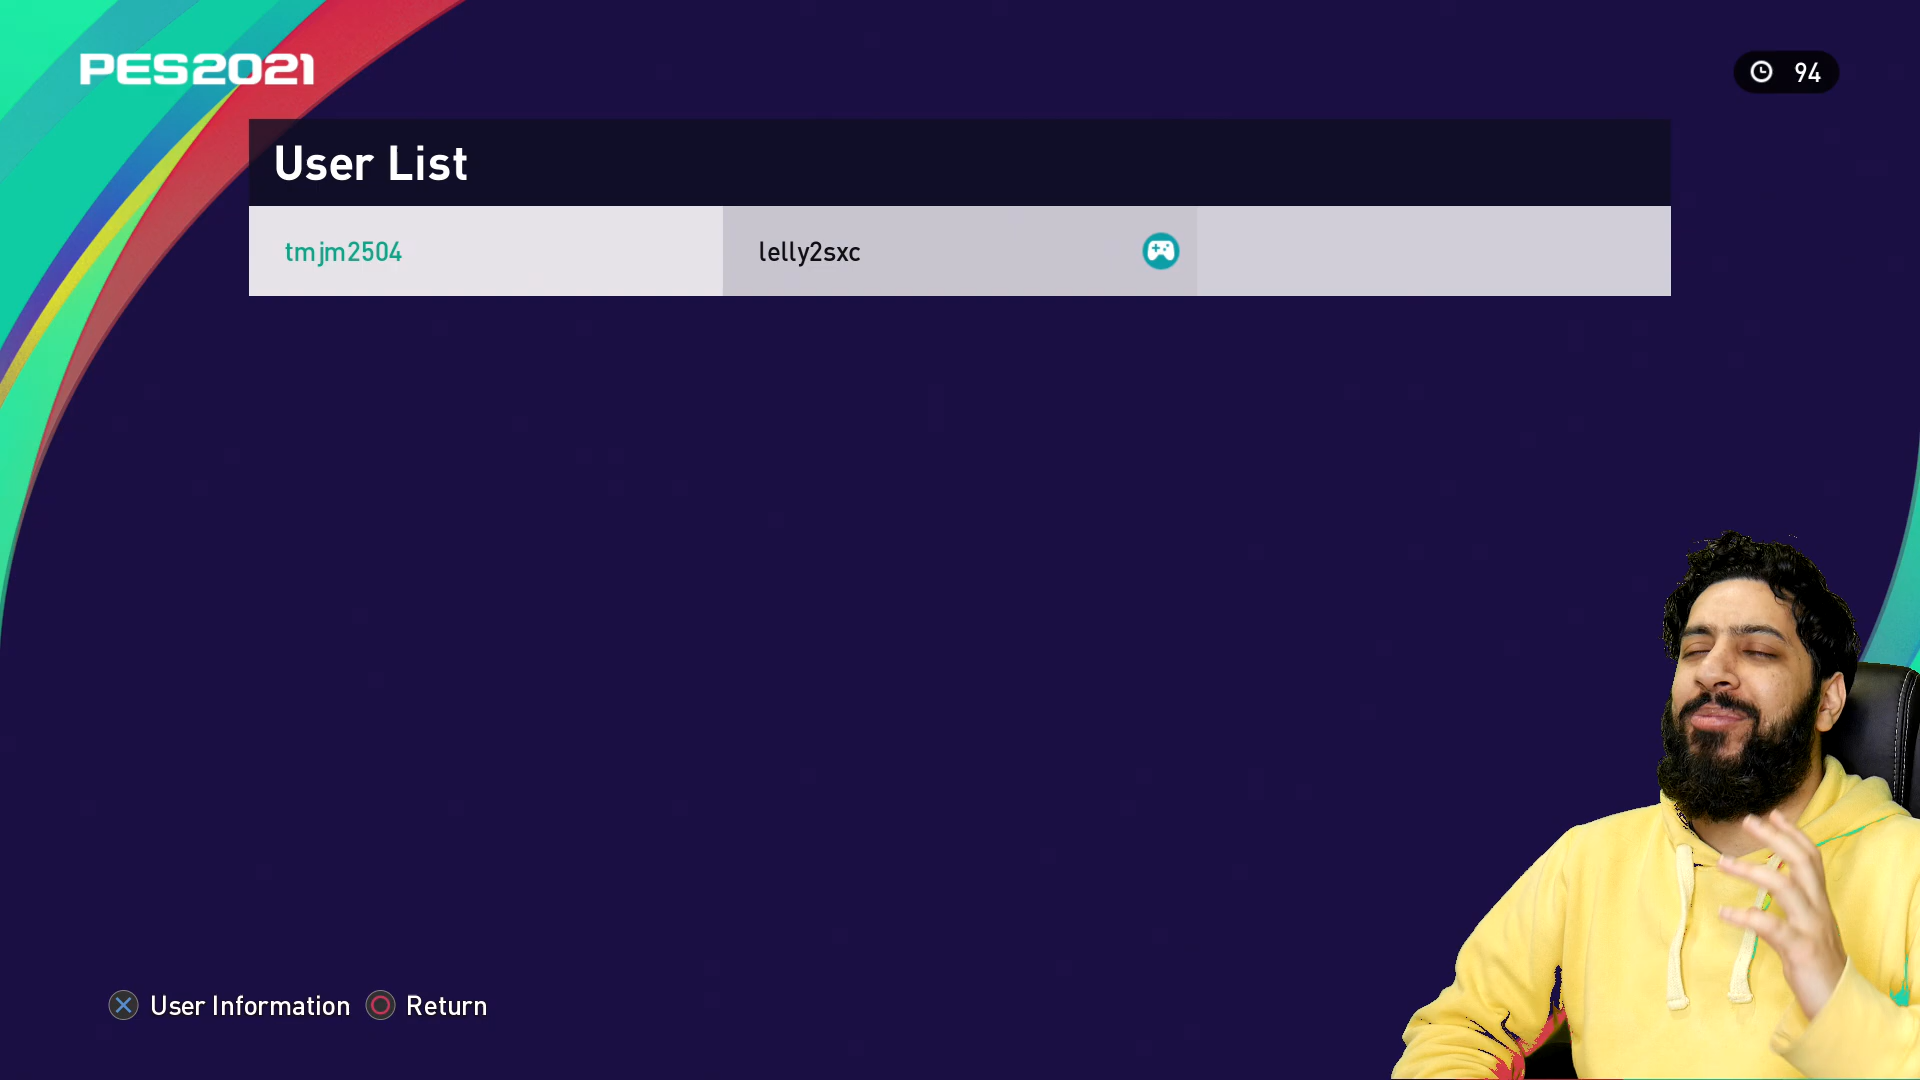 PES2021
94
User List
tmjm2504 lelly2sxc
User Information Return